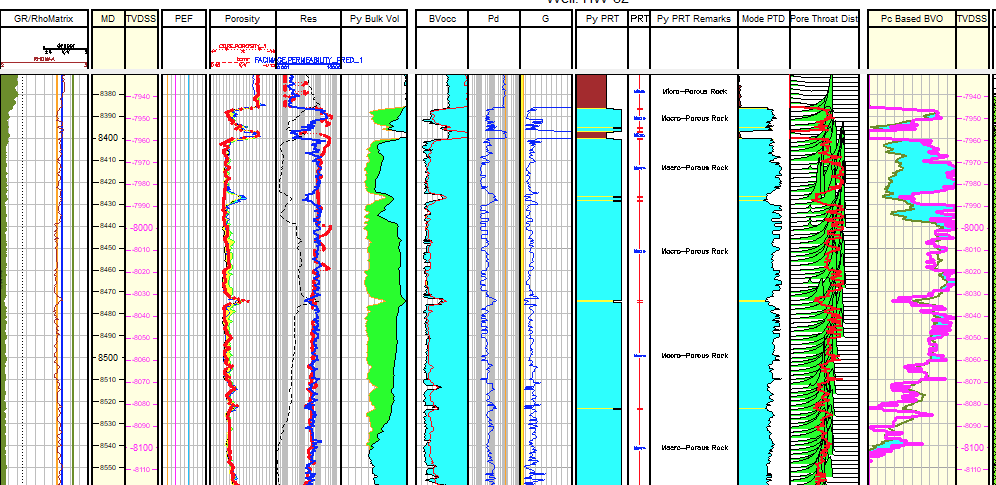 GR/RhoMatrix MD TVDSS PEF Porosity Res Py Bulk Vol BVocc Pd G Py PRT PRT Py PRT Remarks Mode PTD Pore Throat Dist Pc Based BVO TVDSS
FACIMAGE.PERMEABILITY_PRED_1
8380 -7940 Micro-Porous Rock -7940
8390 -7950 Macro-Porous Rock -7950
8400 -7960 Micro-Porous Rock -7960
8410 -7970 Macro-Porous Rock -7970
8420 -7980 -7980
8430 -7990 -7990
8440 -8000 -8000
8450 -8010 Macro-Porous Rock -8010
8460 -8020 -8020
8470 -8030 -8030
8480 -8040 -8040
8490 -8050 -8050
8500 -8060 Macro-Porous Rock -8060
8510 -8070 -8070
8520 -8080 -8080
8530 -8090 -8090
8540 -8100 Macro-Porous Rock -8100
8550 -8110 -8110